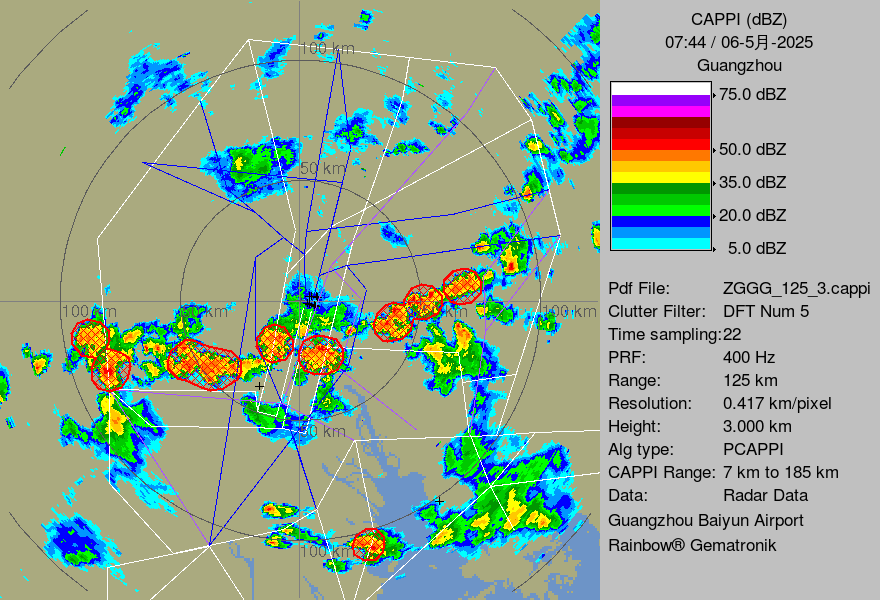 100 km
50 km
100 km
km
km
100 km
50 km
100 km
CAPPI (dBZ)
07:44 / 06-5月-2025
Guangzhou
75.0 dBZ
50.0 dBZ
35.0 dBZ
20.0 dBZ
5.0 dBZ
Pdf File: ZGGG_125_3.cappi
Clutter Filter: DFT Num 5
Time sampling:22
PRF: 400 Hz
Range: 125 km
Resolution: 0.417 km/pixel
Height: 3.000 km
Alg type: PCAPPI
CAPPI Range: 7 km to 185 km
Data: Radar Data
Guangzhou Baiyun Airport
Rainbow® Gematronik